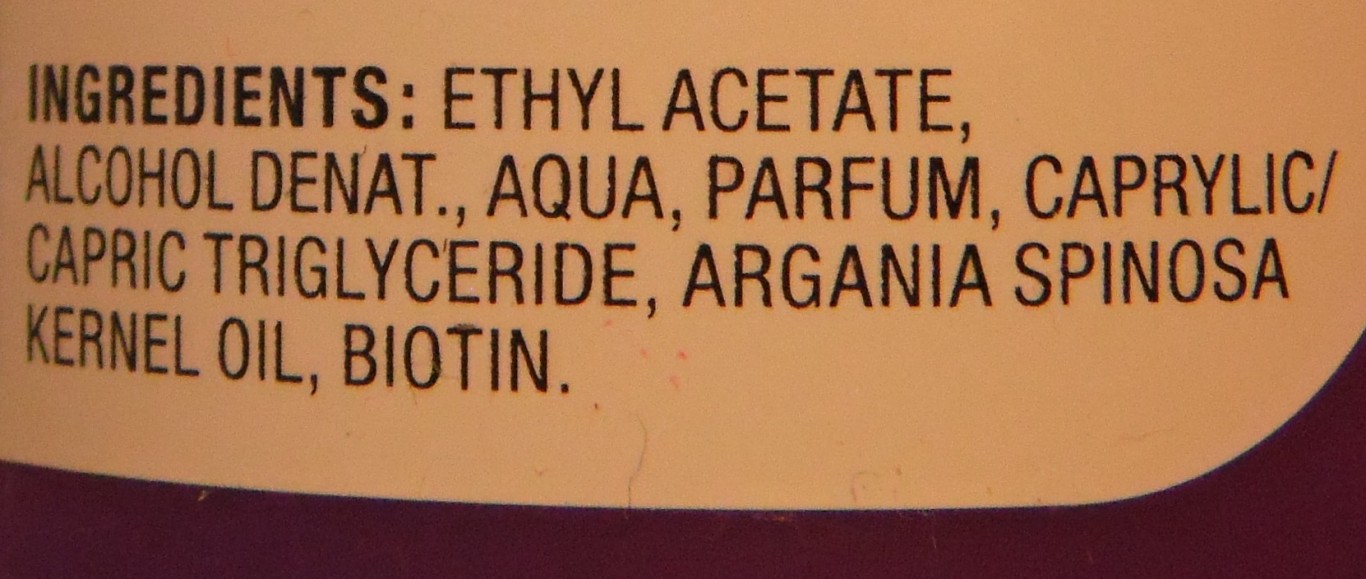 INGREDIENTS: ETHYL ACETATE,
ALCOHOL DENAT., AQUA, PARFUM, CAPRYLIC/
CAPRIC TRIGLYCERIDE, ARGANIA SPINOSA
KERNEL OIL, BIOTIN.